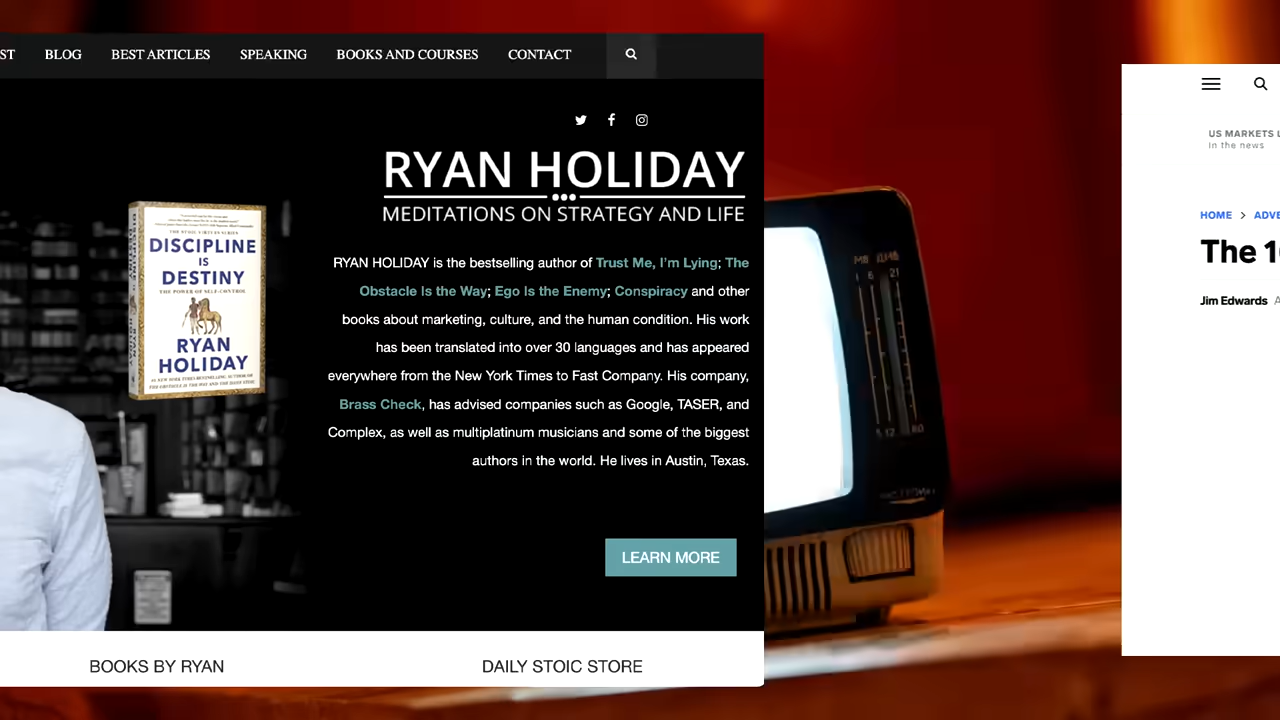 ST BLOG BEST ARTICLES SPEAKING BOOKS AND COURSES CONTACT
RYAN HOLIDAY
MEDITATIONS ON STRATEGY AND LIFE
RYAN HOLIDAY is the bestselling author of Trust Me, I'm Lying; The
Obstacle Is the Way; Ego Is the Enemy; Conspiracy and other
books about marketing, culture, and the human condition. His work
has been translated into over 30 languages and has appeared
everywhere from the New York Times to Fast Company. His company,
Brass Check, has advised companies such as Google, TASER, and
Complex, as well as multiplatinum musicians and some of the biggest
authors in the world. He lives in Austin, Texas.
LEARN MORE
DISCIPLINE
IS
DESTINY
THE POWER OF SELF-CONTROL
RYAN
HOLIDAY
BOOKS BY RYAN
DAILY STOIC STORE
US MARKETS L
In the news
HOME > ADVE
The 1
Jim Edwards